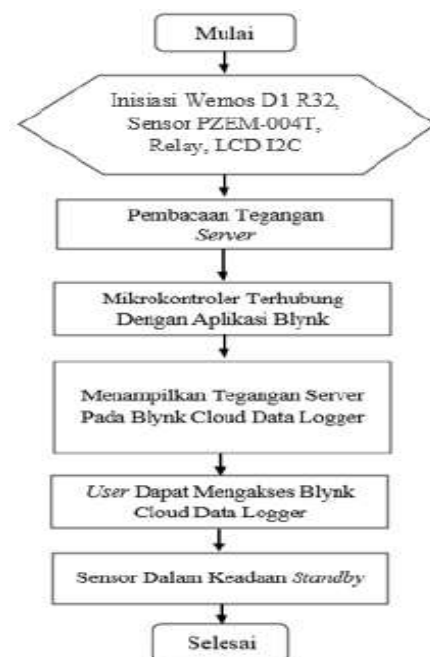 Mulai
Inisiasi Wemos D1 R32,
Sensor PZEM-004T,
Relay, LCD I2C
Pembacaan Tegangan
Server
Mikrokontroler Terhubung
Dengan Aplikasi Blynk
Menampilkan Tegangan Server
Pada Blynk Cloud Data Logger
User Dapat Mengakses Blynk
Cloud Data Logger
Sensor Dalam Keadaan Standby
Selesai